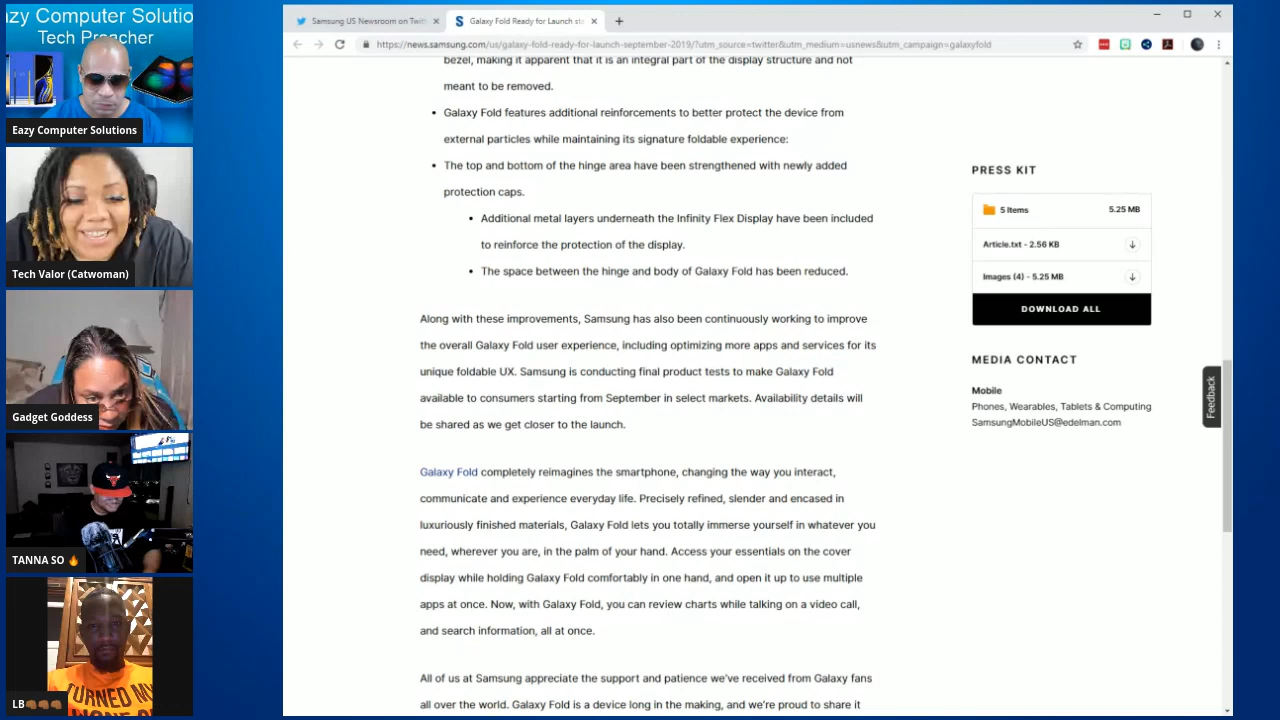 azy Computer Solutio
Tech Preacher
Eazy Computer Solutions
Tech Valor (Catwoman)
Gadget Goddess
TANNA SO 🔥
TURNED MY
LB👊🏾👊🏾👊🏾
Samsung US Newsroom on Twit
Galaxy Fold Ready for Launch sta
https://news.samsung.com/us/galaxy-fold-ready-for-launch-september-2019/?utm_source=twitter&utm_medium=usnews&utm_campaign=galaxyfold
bezel, making it apparent that it is an integral part of the display structure and not
meant to be removed.
• Galaxy Fold features additional reinforcements to better protect the device from
external particles while maintaining its signature foldable experience:
• The top and bottom of the hinge area have been strengthened with newly added
protection caps.
• Additional metal layers underneath the Infinity Flex Display have been included
to reinforce the protection of the display.
• The space between the hinge and body of Galaxy Fold has been reduced.
Along with these improvements, Samsung has also been continuously working to improve
the overall Galaxy Fold user experience, including optimizing more apps and services for its
unique foldable UX. Samsung is conducting final product tests to make Galaxy Fold
available to consumers starting from September in select markets. Availability details will
be shared as we get closer to the launch.
Galaxy Fold completely reimagines the smartphone, changing the way you interact,
communicate and experience everyday life. Precisely refined, slender and encased in
luxuriously finished materials, Galaxy Fold lets you totally immerse yourself in whatever you
need, wherever you are, in the palm of your hand. Access your essentials on the cover
display while holding Galaxy Fold comfortably in one hand, and open it up to use multiple
apps at once. Now, with Galaxy Fold, you can review charts while talking on a video call,
and search information, all at once.
All of us at Samsung appreciate the support and patience we've received from Galaxy fans
all over the world. Galaxy Fold is a device long in the making, and we're proud to share it
PRESS KIT
5 Items 5.25 MB
Article.txt - 2.56 KB
Images (4) - 5.25 MB
DOWNLOAD ALL
MEDIA CONTACT
Mobile
Phones, Wearables, Tablets & Computing
SamsungMobileUS@edelman.com
Feedback